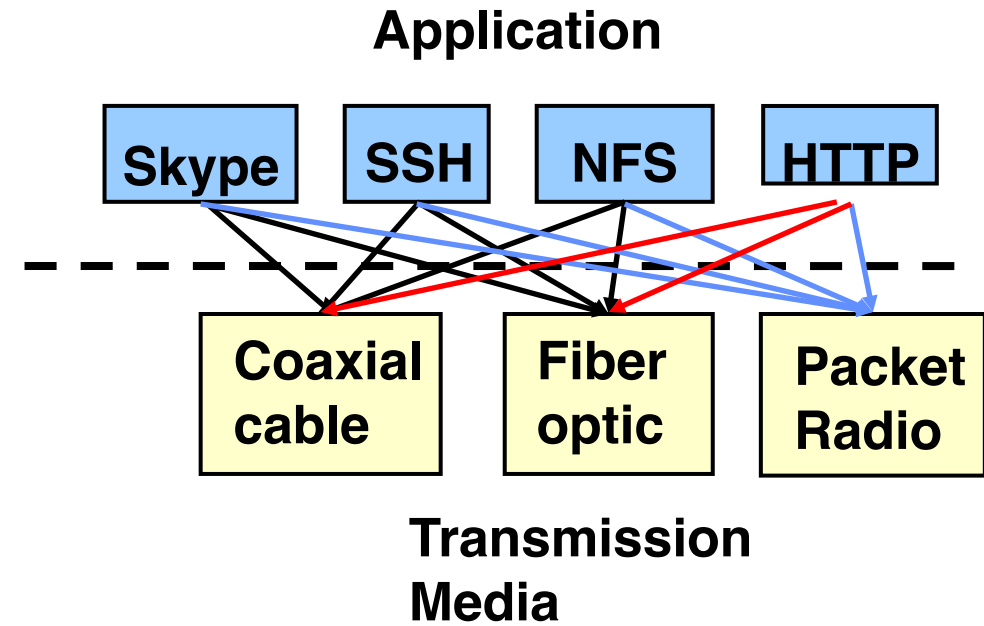 Application
Skype SSH NFS HTTP
Coaxial cable
Fiber optic
Packet Radio
Transmission
Media